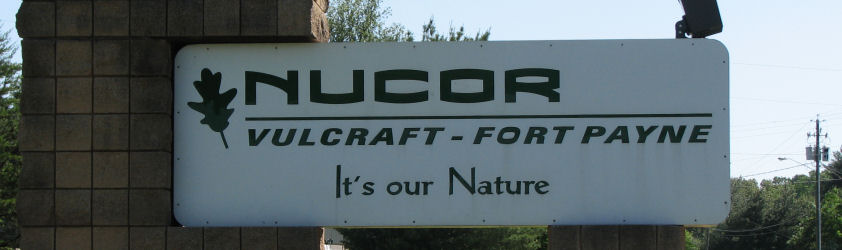 NUCOR
VULCRAFT - FORT PAYNE
It's our Nature